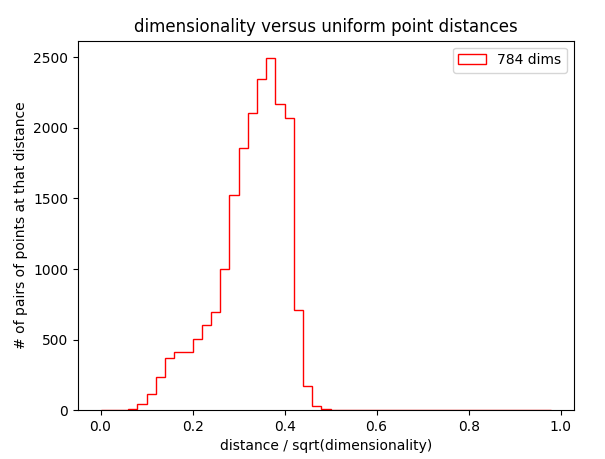 dimensionality versus uniform point distances
784 dims
# of pairs of points at that distance
2500
2000
1500
1000
500
0
0.0 0.2 0.4 0.6 0.8 1.0
distance / sqrt(dimensionality)